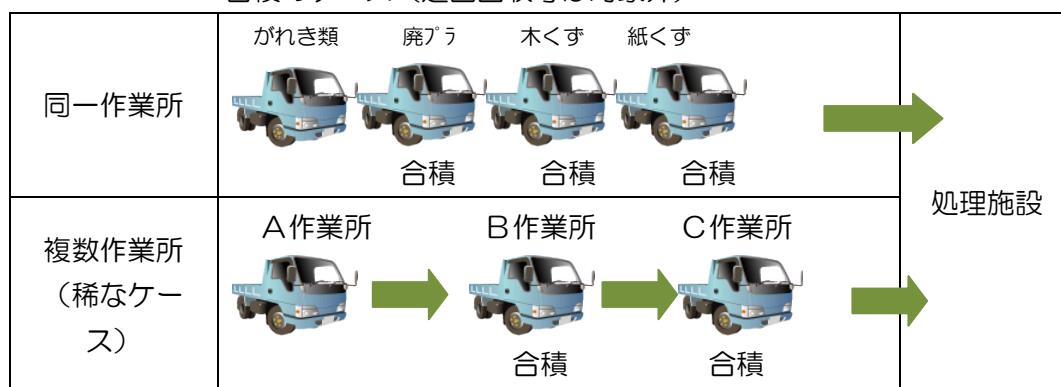 がれき類 廃プラ 木くず 紙くず
同一作業所
合積 合積 合積
処理施設
A作業所 B作業所 C作業所
複数作業所
（稀なケー
ス）
合積 合積